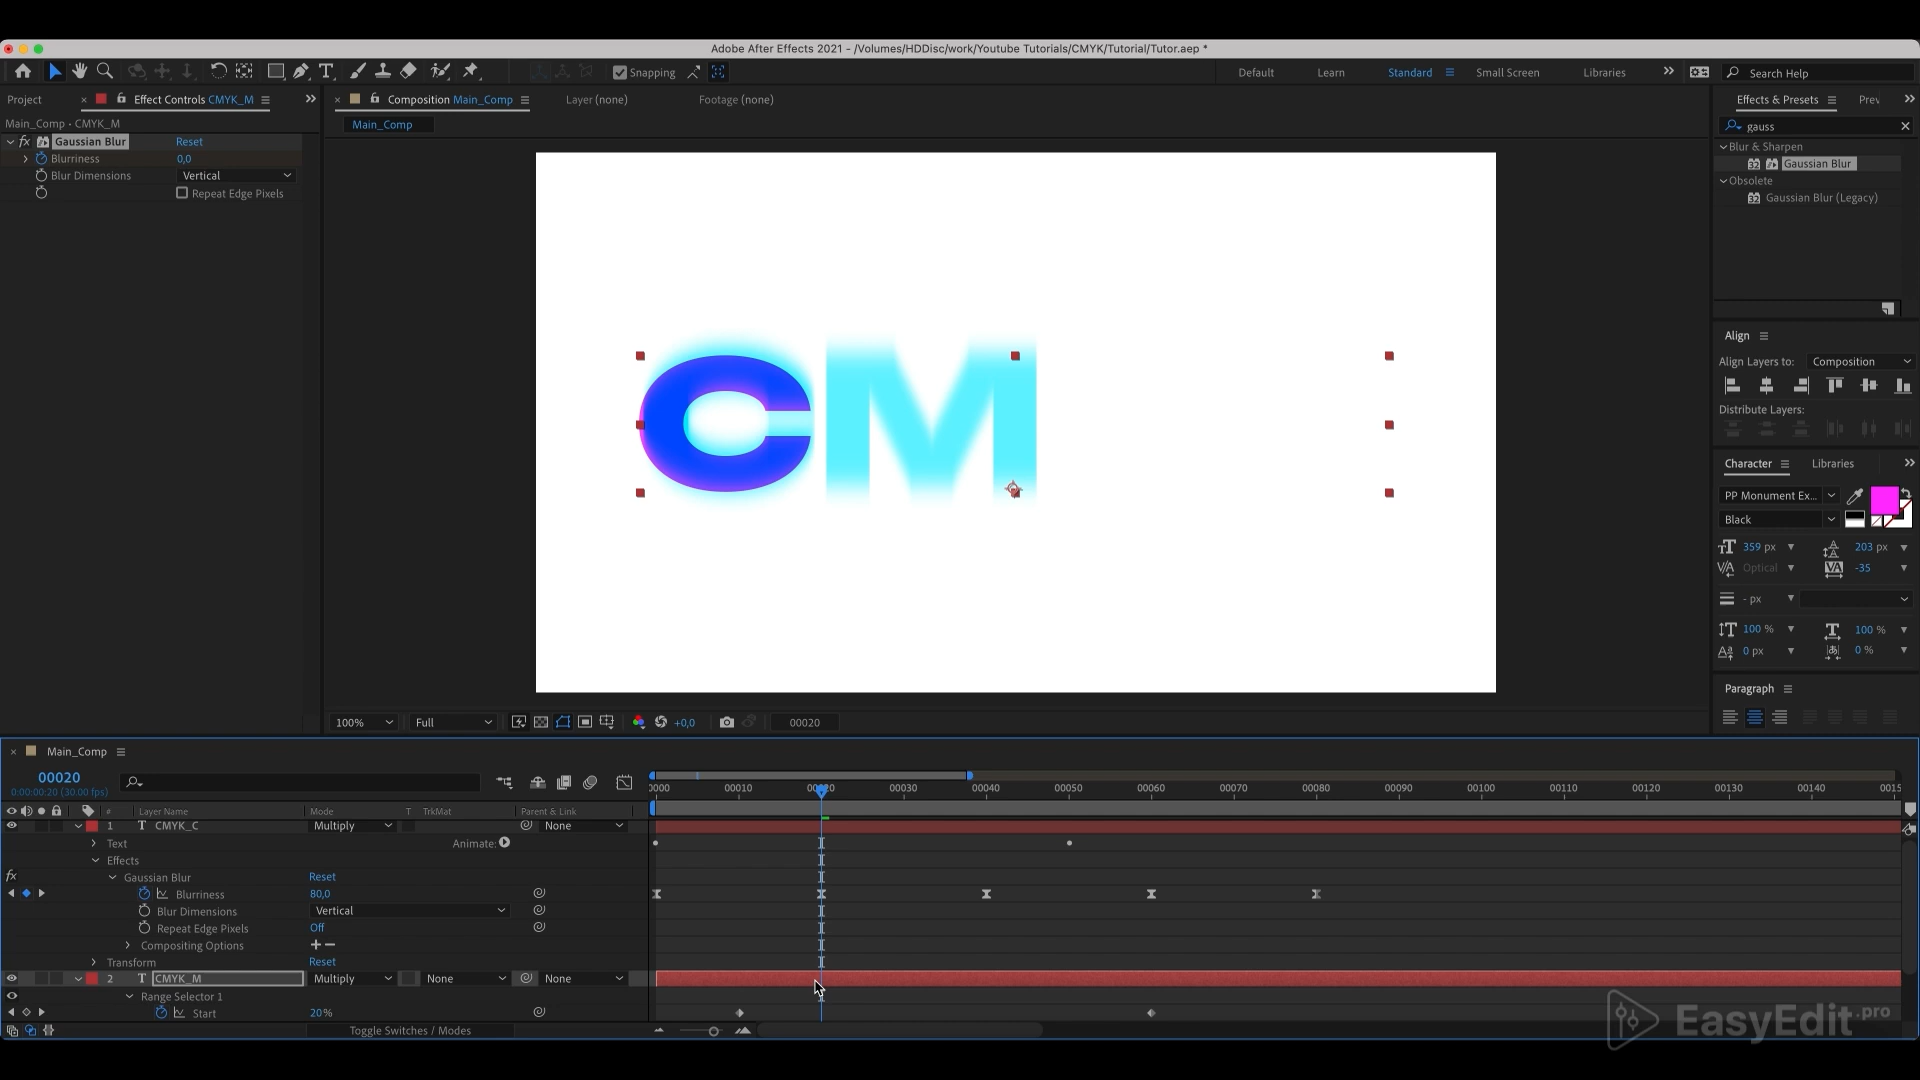 Adobe After Effects 2021 - /Volumes/HDDisc/work/Youtube Tutorials/CMYK/Tutorial/Tutor.aep *
Snapping
Default
Learn
Standard
Small Screen
Libraries
Search Help
Project
Effect Controls CMYK_M
Composition Main_Comp
Layer (none)
Footage (none)
Effects & Presets
Main_Comp • CMYK_M
Main_Comp
gauss
fx Gaussian Blur Reset
Blurriness 0,0
Blur Dimensions Vertical
Repeat Edge Pixels
Blur & Sharpen
Gaussian Blur
Obsolete
Gaussian Blur (Legacy)
CM
Align
Align Layers to: Composition
Distribute Layers:
Character
Libraries
PP Monument Ex...
Black
359 px
203 px
Optical
-35
- px
100 %
100 %
0 px
0 %
Paragraph
100%
Full
+0,0
00020
Main_Comp
00020
0:00:00:20 (30.00 fps)
0000 00010 00020 00030 00040 00050 00060 00070 00080 00090 00100 00110 00120 00130 00140 0015
# Layer Name Mode T TrkMat Parent & Link
1 T CMYK_C Multiply None
Text Animate:
Effects
fx Gaussian Blur Reset
Blurriness 80,0
Blur Dimensions Vertical
Repeat Edge Pixels Off
Compositing Options + –
Transform Reset
2 T CMYK_M Multiply None None
Range Selector 1
Start 20%
Toggle Switches / Modes
EasyEdit.pro